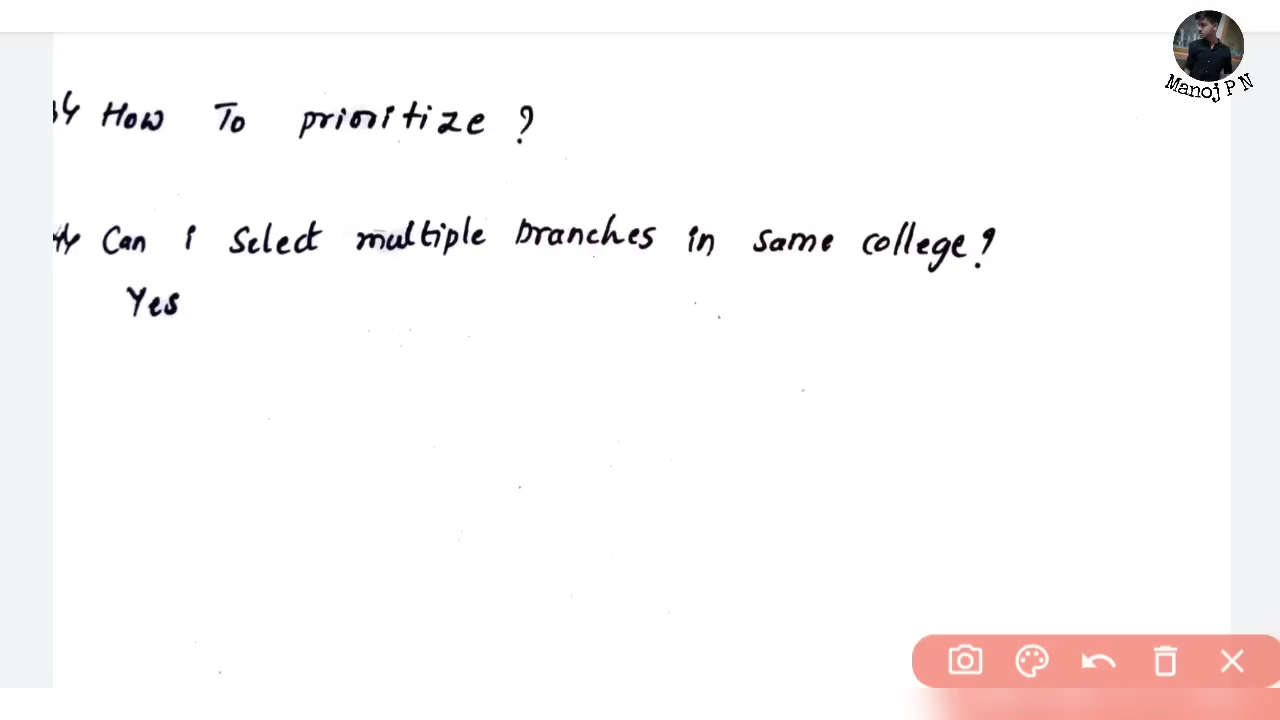 Manoj P N
How To prioritize ?
Can i Select multiple branches in same college?
Yes